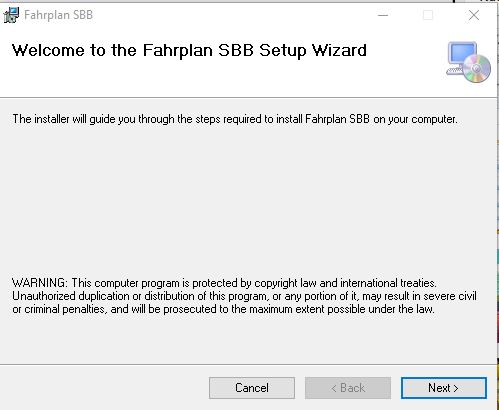 Fahrplan SBB
Welcome to the Fahrplan SBB Setup Wizard
The installer will guide you through the steps required to install Fahrplan SBB on your computer.
WARNING: This computer program is protected by copyright law and international treaties.
Unauthorized duplication or distribution of this program, or any portion of it, may result in severe civil
or criminal penalties, and will be prosecuted to the maximum extent possible under the law.
Cancel
< Back
Next >